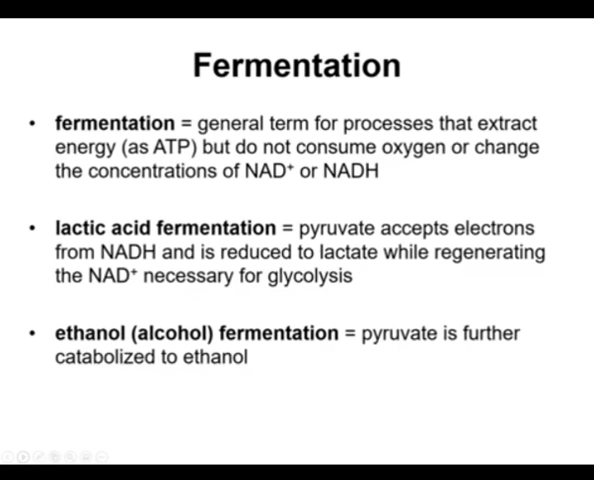 Fermentation
• fermentation = general term for processes that extract
energy (as ATP) but do not consume oxygen or change
the concentrations of NAD⁺ or NADH
• lactic acid fermentation = pyruvate accepts electrons
from NADH and is reduced to lactate while regenerating
the NAD⁺ necessary for glycolysis
• ethanol (alcohol) fermentation = pyruvate is further
catabolized to ethanol